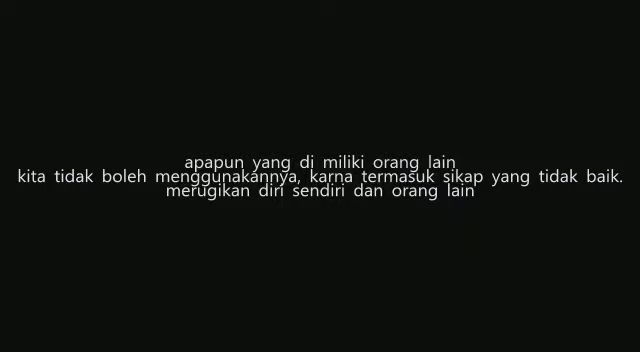 apapun yang di miliki orang lain
kita tidak boleh menggunakannya, karna termasuk sikap yang tidak baik.
merugikan diri sendiri dan orang lain